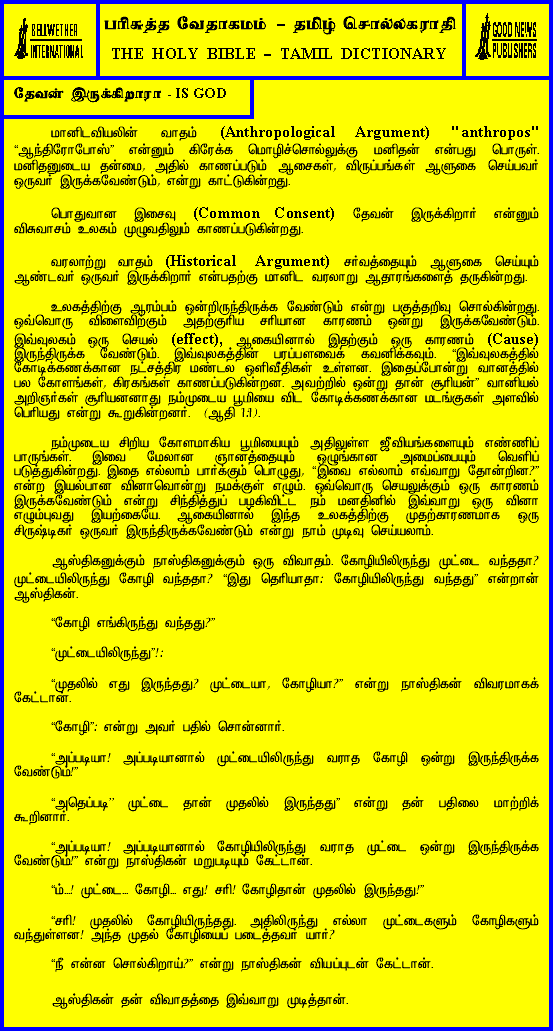 BELLWETHER
INTERNATIONAL
பரிசுத்த வேதாகமம் – தமிழ் சொல்லகராதி
THE HOLY BIBLE – TAMIL DICTIONARY
GOOD NEWS
PUBLISHERS
தேவன் இருக்கிறாரா - IS GOD
மானிடவியலின் வாதம் (Anthropological Argument) "anthropos"
“ஆந்திரோபோஸ்” என்னும் கிரேக்க மொழிச்சொல்லுக்கு மனிதன் என்பது பொருள்.
மனிதனுடைய தன்மை, அதில் காணப்படும் ஆசைகள், விருப்பங்கள் ஆளுகை செய்பவர்
ஒருவர் இருக்கவேண்டும், என்று காட்டுகின்றது.
பொதுவான இசைவு (Common Consent) தேவன் இருக்கிறார் என்னும்
விசுவாசம் உலகம் முழுவதிலும் காணப்படுகின்றது.
வரலாற்று வாதம் (Historical Argument) சர்வத்தையும் ஆளுகை செய்யும்
ஆண்டவர் ஒருவர் இருக்கிறார் என்பதற்கு மானிட வரலாறு ஆதாரங்களைத் தருகின்றது.
உலகத்திற்கு ஆரம்பம் ஒன்றிருந்திருக்க வேண்டும் என்று பகுத்தறிவு சொல்கின்றது.
ஒவ்வொரு விளைவிற்கும் அதற்குரிய சரியான காரணம் ஒன்று இருக்கவேண்டும்.
இவ்வுலகம் ஒரு செயல் (effect), ஆகையினால் இதற்கும் ஒரு காரணம் (Cause)
இருந்திருக்க வேண்டும். இவ்வுலகத்தின் பரப்பளவைக் கவனிக்கவும். “இவ்வுலகத்தில்
கோடிக்கணக்கான நட்சத்திர மண்டல ஒளிவீதிகள் உள்ளன. இதைப்போன்று வானத்தில்
பல கோளங்கள், கிரகங்கள் காணப்படுகின்றன. அவற்றில் ஒன்று தான் சூரியன்” வானியல்
அறிஞர்கள் சூரியனனாது நம்முடைய பூமியை விட கோடிக்கணக்கான மடங்குகள் அளவில்
பெரியது என்று கூறுகின்றனர். (ஆதி 1:1).
நம்முடைய சிறிய கோளமாகிய பூமியையும் அதிலுள்ள ஜீவியங்களையும் எண்ணிப்
பாருங்கள். இவை மேலான ஞானத்தையும் ஒழுங்கான அமைப்பையும் வெளிப்
படுத்துகின்றது. இதை எல்லாம் பார்க்கும் பொழுது, “இவை எல்லாம் எவ்வாறு தோன்றின?”
என்ற இயல்பான வினாவொன்று நமக்குள் எழும். ஒவ்வொரு செயலுக்கும் ஒரு காரணம்
இருக்கவேண்டும் என்று சிந்தித்துப் பழகிவிட்ட நம் மனதினில் இவ்வாறு ஒரு வினா
எழும்புவது இயற்கையே. ஆகையினால் இந்த உலகத்திற்கு முதற்காரணமாக ஒரு
சிருஷ்டிகர் ஒருவர் இருந்திருக்கவேண்டும் என்று நாம் முடிவு செய்யலாம்.
ஆஸ்திகனுக்கும் நாஸ்திகனுக்கும் ஒரு விவாதம். கோழியிலிருந்து முட்டை வந்ததா?
முட்டையிலிருந்து கோழி வந்ததா? “இது தெரியாதா: கோழியிலிருந்து வந்தது” என்றான்
ஆஸ்திகன்.
“கோழி எங்கிருந்து வந்தது?”
“முட்டையிலிருந்து”!:
“முதலில் எது இருந்தது? முட்டையா, கோழியா?” என்று நாஸ்திகன் விவரமாகக்
கேட்டான்.
“கோழி”: என்று அவர் பதில் சொன்னார்.
“அப்படியா! அப்படியானால் முட்டையிலிருந்து வராத கோழி ஒன்று இருந்திருக்க
வேண்டும்!”
“அதெப்படி’’ முட்டை தான் முதலில் இருந்தது” என்று தன் பதிலை மாற்றிக்
கூறினார்.
“அப்படியா! அப்படியானால் கோழியிலிருந்து வராத முட்டை ஒன்று இருந்திருக்க
வேண்டும்!” என்று நாஸ்திகன் மறுபடியும் கேட்டான்.
“ம்...! முட்டை... கோழி... எது! சரி! கோழிதான் முதலில் இருந்தது!”
“சரி! முதலில் கோழியிருந்தது. அதிலிருந்து எல்லா முட்டைகளும் கோழிகளும்
வந்துள்ளன! அந்த முதல் கோழியைப் படைத்தவர் யார்?
“நீ என்ன சொல்கிறாய்?” என்று நாஸ்திகன் வியப்புடன் கேட்டான்.
ஆஸ்திகன் தன் விவாதத்தை இவ்வாறு முடித்தான்.